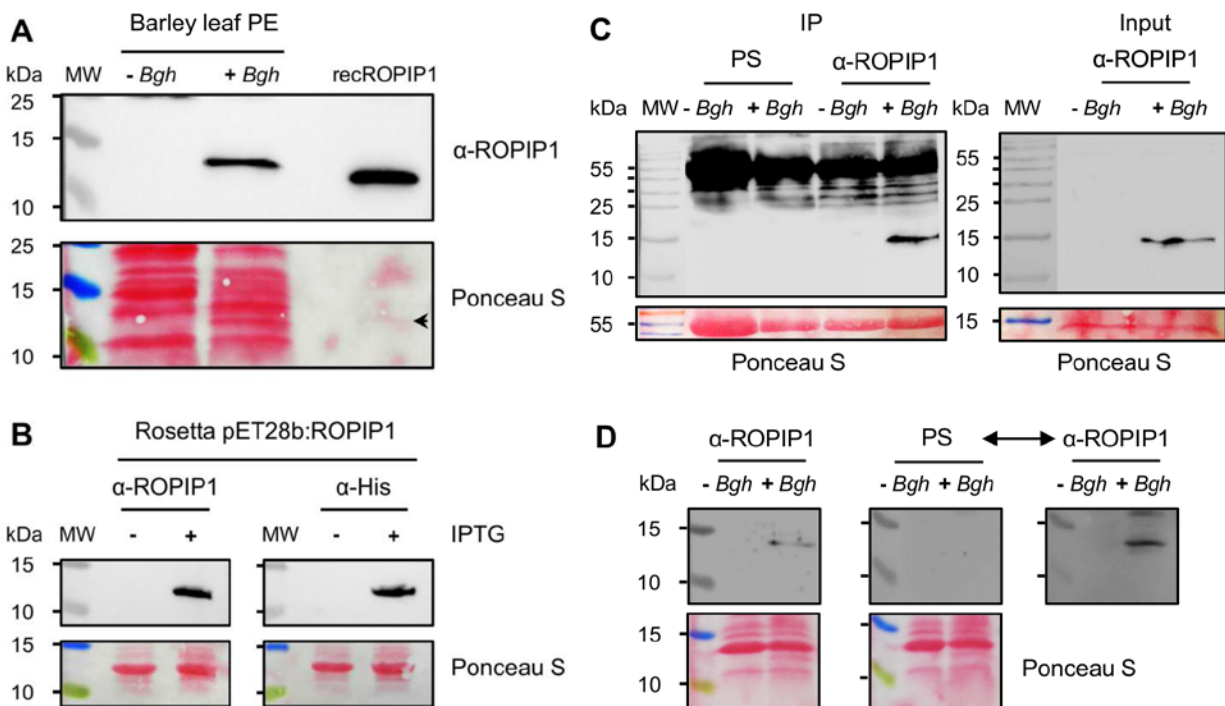 A
Barley leaf PE
kDa MW - Bgh + Bgh recROPIP1
25
15
10
α-ROPIP1
25
15
10
Ponceau S
B
Rosetta pET28b:ROPIP1
α-ROPIP1 α-His
kDa MW - + MW - + IPTG
15
10
15
10
Ponceau S
C
IP
PS α-ROPIP1
kDa MW - Bgh + Bgh - Bgh + Bgh
55
25
15
10
55
Ponceau S
Input
α-ROPIP1
kDa MW - Bgh + Bgh
55
25
15
10
15
Ponceau S
D
α-ROPIP1 PS α-ROPIP1
kDa - Bgh + Bgh - Bgh + Bgh - Bgh + Bgh
15
10
15
10
Ponceau S